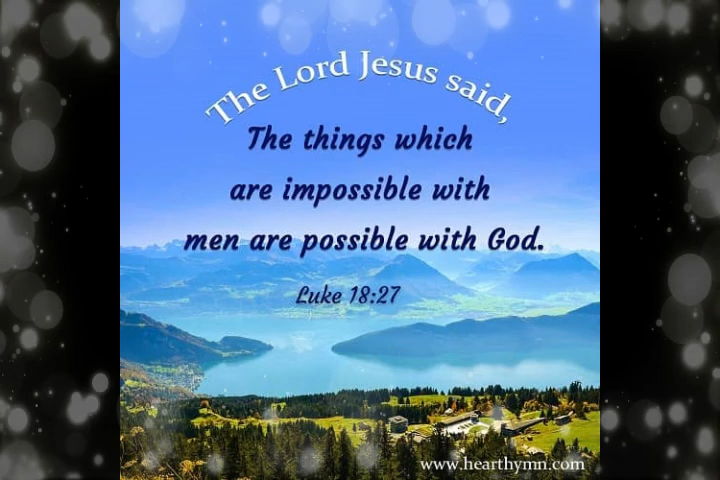 The Lord Jesus said,
The things which
are impossible with
men are possible with God.
Luke 18:27
www.hearthymn.com